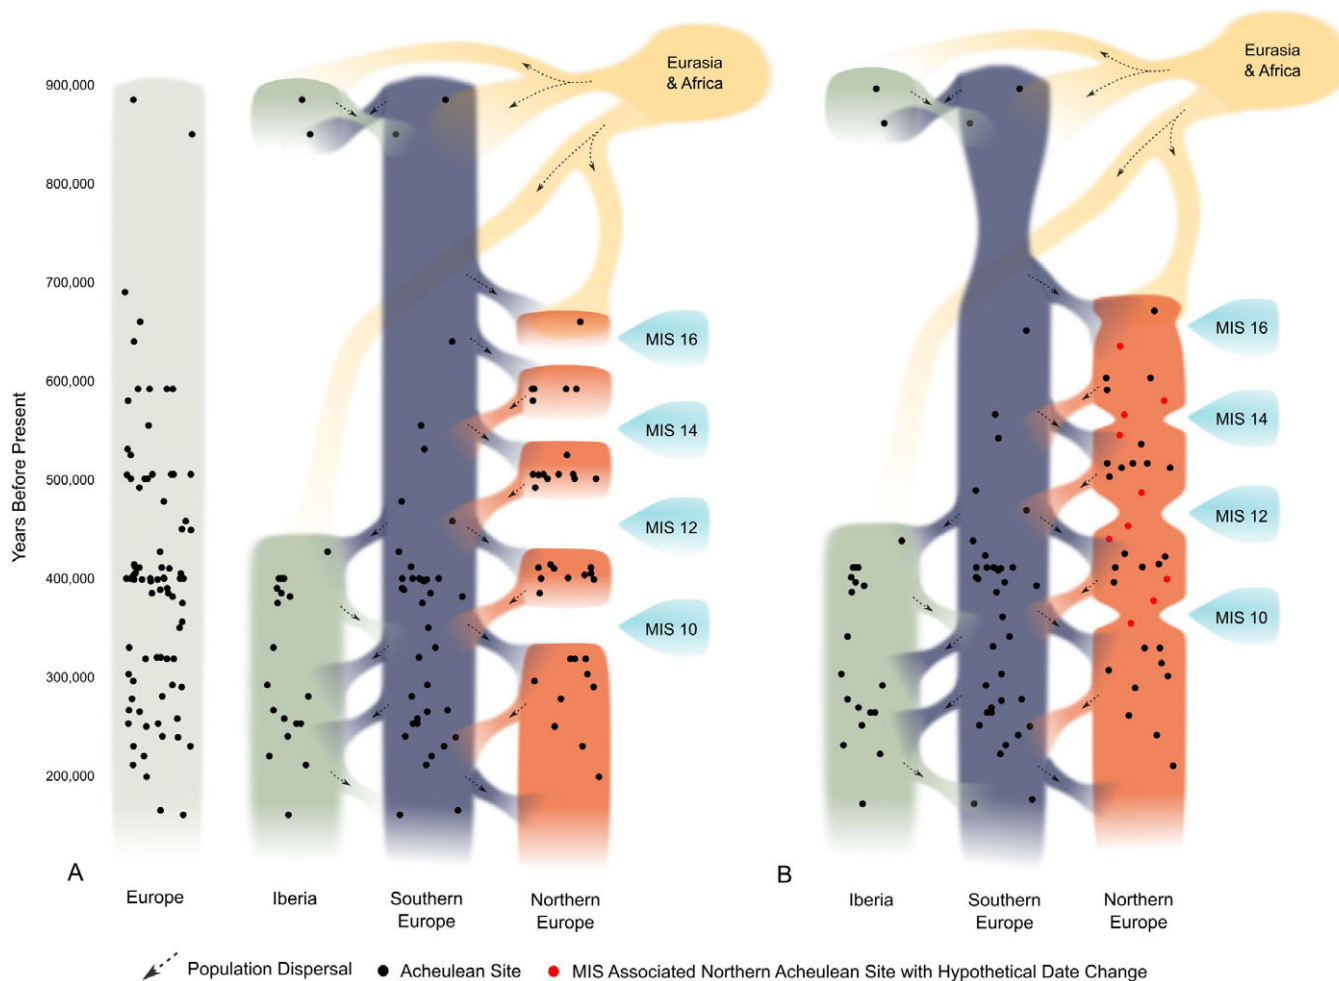 Eurasia
& Africa
Eurasia
& Africa
Years Before Present
900,000
800,000
700,000
600,000
500,000
400,000
300,000
200,000
MIS 16
MIS 14
MIS 12
MIS 10
MIS 16
MIS 14
MIS 12
MIS 10
A
Europe
Iberia
Southern
Europe
Northern
Europe
B
Iberia
Southern
Europe
Northern
Europe
Population Dispersal
Acheulean Site
MIS Associated Northern Acheulean Site with Hypothetical Date Change